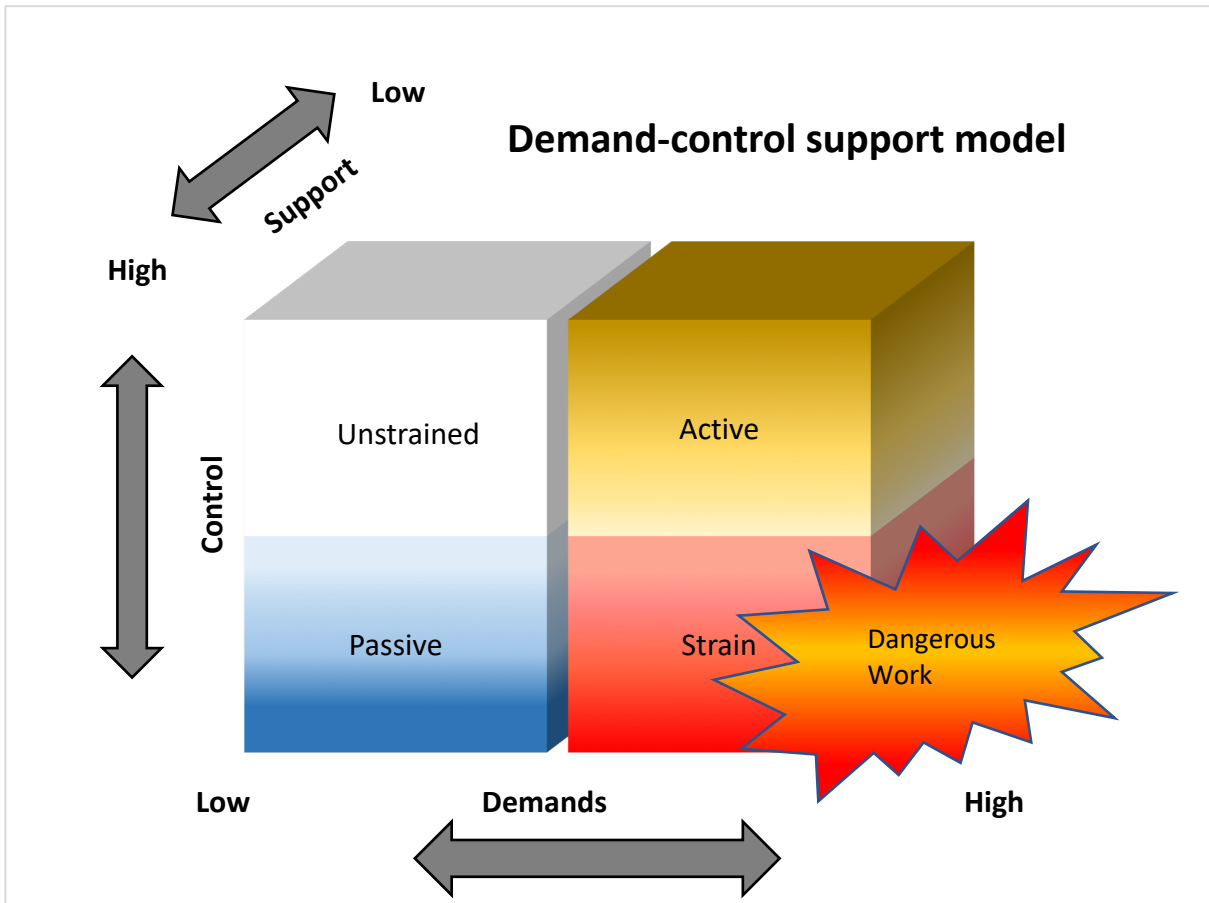 Low
Demand-control support model
Support
High
Unstrained
Active
Control
Passive
Strain
Dangerous
Work
Low
Demands
High